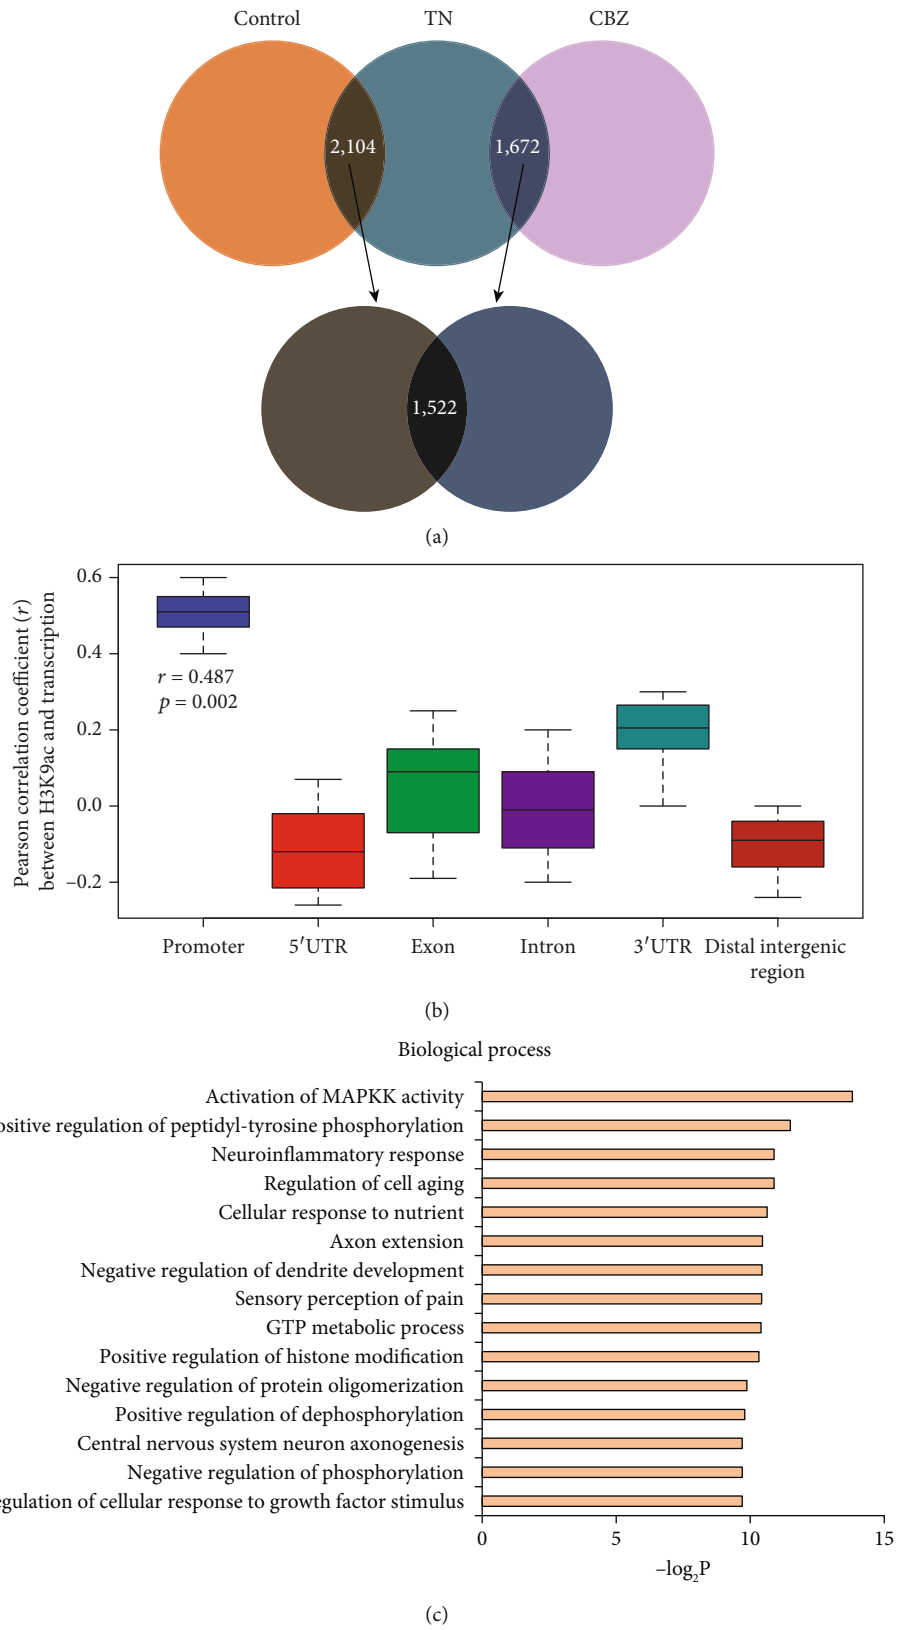 Control TN CBZ
2,104 1,672
1,522
(a)
Pearson correlation coefficient (r)
between H3K9ac and transcription
0.6
0.4
0.2
0.0
–0.2
r = 0.487
p = 0.002
Promoter 5′UTR Exon Intron 3′UTR Distal intergenic
region
(b)
Biological process
Activation of MAPKK activity
ositive regulation of peptidyl-tyrosine phosphorylation
Neuroinflammatory response
Regulation of cell aging
Cellular response to nutrient
Axon extension
Negative regulation of dendrite development
Sensory perception of pain
GTP metabolic process
Positive regulation of histone modification
Negative regulation of protein oligomerization
Positive regulation of dephosphorylation
Central nervous system neuron axonogenesis
Negative regulation of phosphorylation
egulation of cellular response to growth factor stimulus
0 5 10 15
–log₂P
(c)